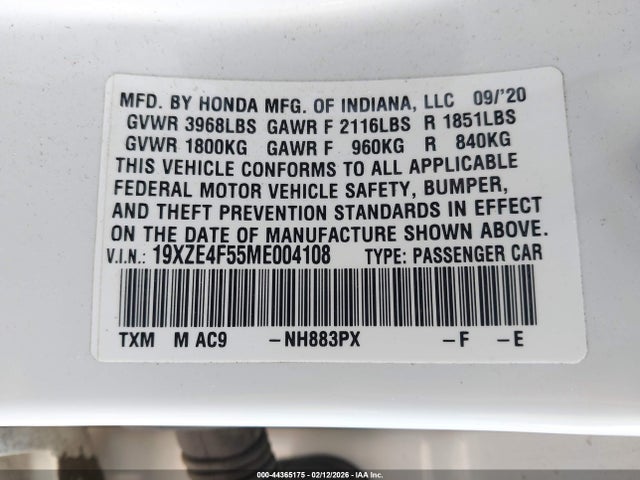 MFD. BY HONDA MFG. OF INDIANA, LLC 09/'20
GVWR 3968LBS GAWR F 2116LBS R 1851LBS
GVWR 1800KG GAWR F 960KG R 840KG
THIS VEHICLE CONFORMS TO ALL APPLICABLE
FEDERAL MOTOR VEHICLE SAFETY, BUMPER,
AND THEFT PREVENTION STANDARDS IN EFFECT
ON THE DATE OF MANUFACTURE SHOWN ABOVE.
V.I.N.: 19XZE4F55ME004108 TYPE: PASSENGER CAR
TXM M AC9 -NH883PX -F -E
000-44365175 - 02/12/2026 - IAA Inc.